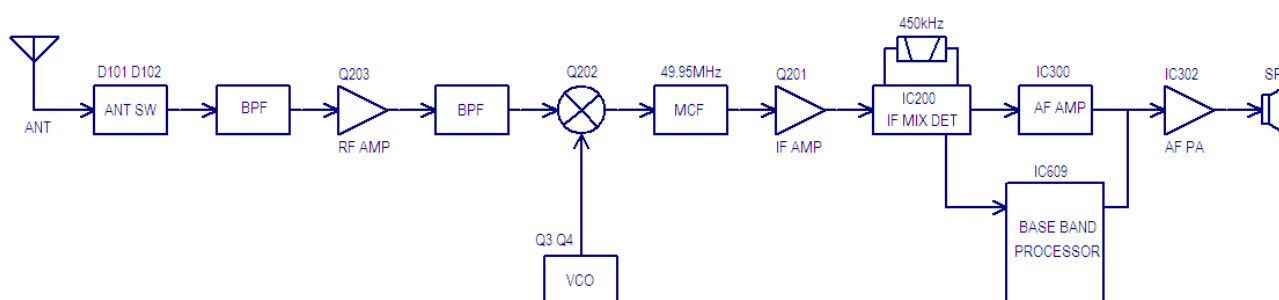 450kHz
D101 D102
Q203
Q202
49.95MHz
Q201
IC300
IC302
SP
ANT SW
BPF
BPF
MCF
IC200
IF MIX DET
AF AMP
ANT
RF AMP
IF AMP
AF PA
IC609
BASE BAND
PROCESSOR
Q3 Q4
VCO